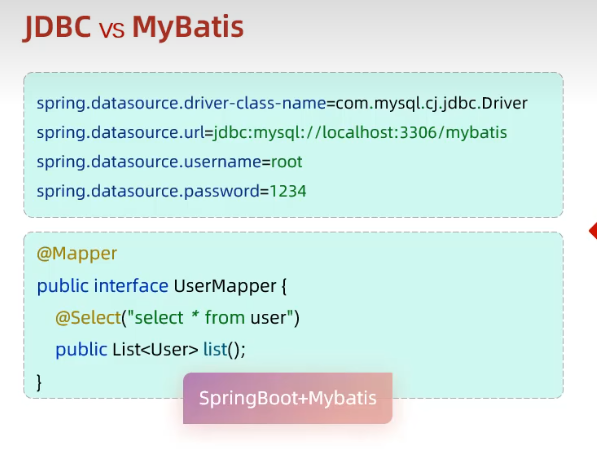 JDBC vs MyBatis
spring.datasource.driver-class-name=com.mysql.cj.jdbc.Driver
spring.datasource.url=jdbc:mysql://localhost:3306/mybatis
spring.datasource.username=root
spring.datasource.password=1234
@Mapper
public interface UserMapper {
@Select("select * from user")
public List<User> list();
}
SpringBoot+Mybatis